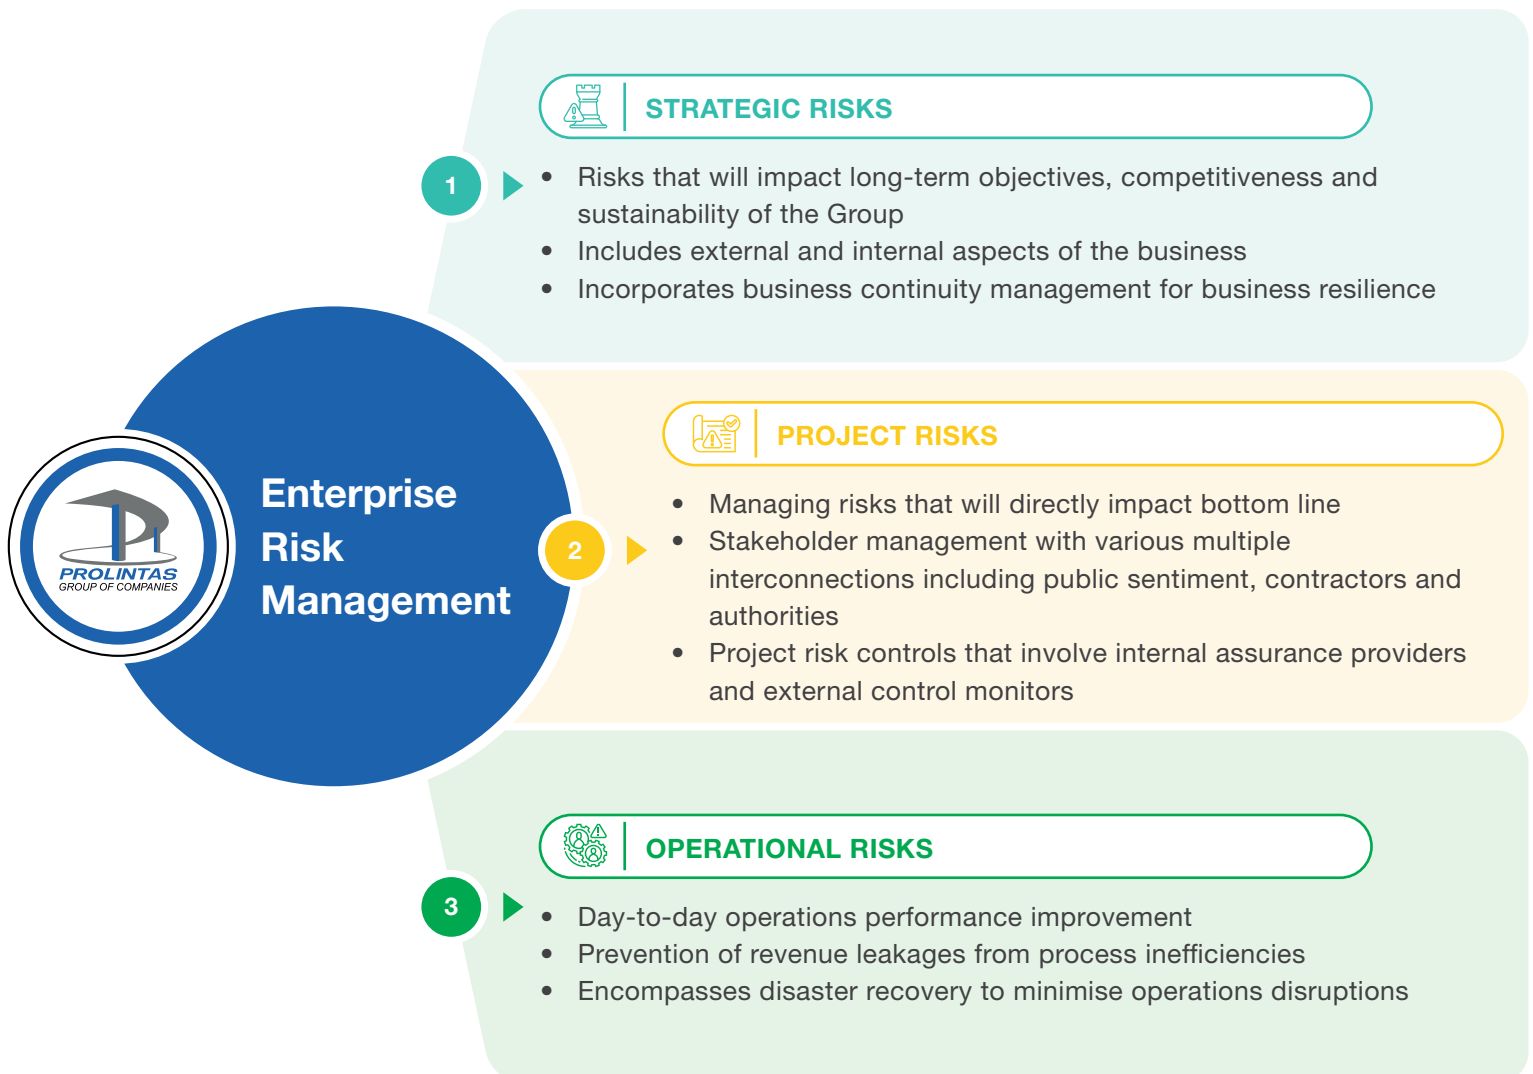 PROLINTAS
GROUP OF COMPANIES
Enterprise
Risk
Management
1
STRATEGIC RISKS
• Risks that will impact long-term objectives, competitiveness and
sustainability of the Group
• Includes external and internal aspects of the business
• Incorporates business continuity management for business resilience
2
PROJECT RISKS
• Managing risks that will directly impact bottom line
• Stakeholder management with various multiple
interconnections including public sentiment, contractors and
authorities
• Project risk controls that involve internal assurance providers
and external control monitors
3
OPERATIONAL RISKS
• Day-to-day operations performance improvement
• Prevention of revenue leakages from process inefficiencies
• Encompasses disaster recovery to minimise operations disruptions